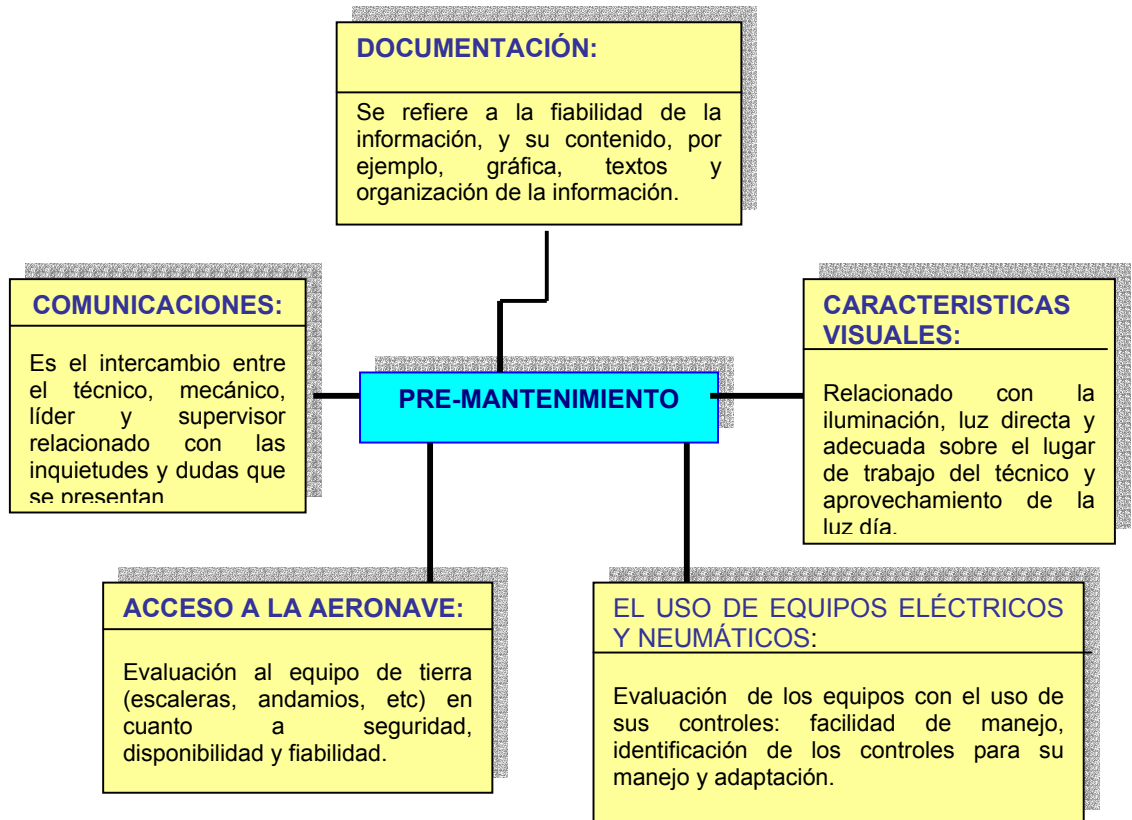 DOCUMENTACIÓN:
Se refiere a la fiabilidad de la
información, y su contenido, por
ejemplo, gráfica, textos y
organización de la información.
COMUNICACIONES:
Es el intercambio entre
el técnico, mecánico,
líder y supervisor
relacionado con las
inquietudes y dudas que
se presentan
PRE-MANTENIMIENTO
CARACTERISTICAS
VISUALES:
Relacionado con la
iluminación, luz directa y
adecuada sobre el lugar
de trabajo del técnico y
aprovechamiento de la
luz día.
ACCESO A LA AERONAVE:
Evaluación al equipo de tierra
(escaleras, andamios, etc) en
cuanto a seguridad,
disponibilidad y fiabilidad.
EL USO DE EQUIPOS ELÉCTRICOS
Y NEUMÁTICOS:
Evaluación de los equipos con el uso de
sus controles: facilidad de manejo,
identificación de los controles para su
manejo y adaptación.